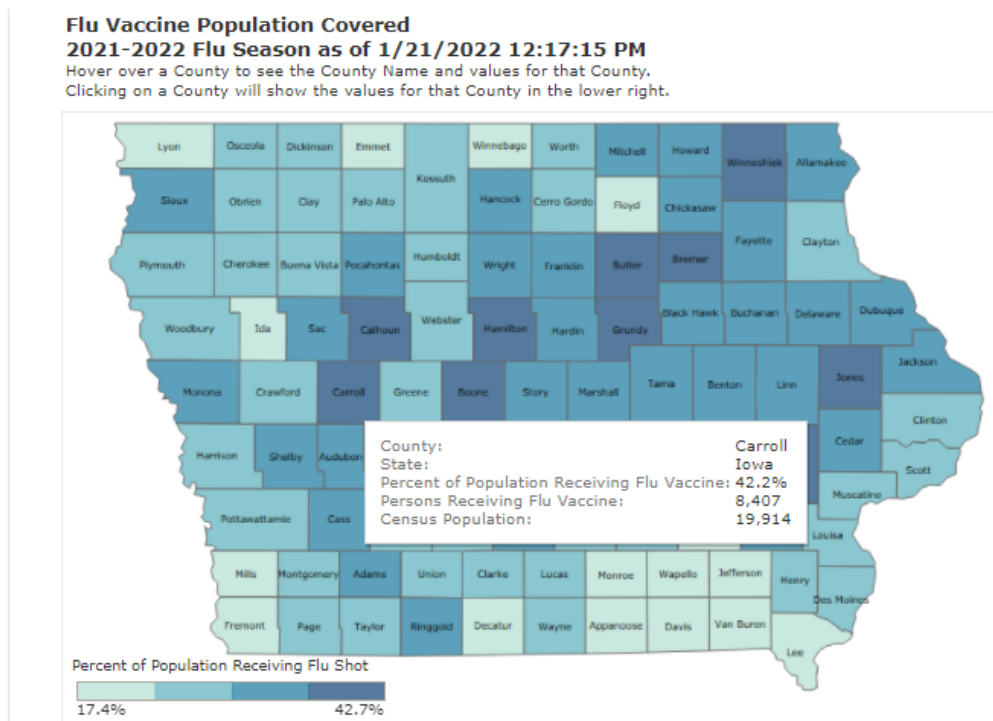 Flu Vaccine Population Covered
2021-2022 Flu Season as of 1/21/2022 12:17:15 PM
Hover over a County to see the County Name and values for that County.
Clicking on a County will show the values for that County in the lower right.
Lyon Osceola Dickinson Emmet Winnebago Worth Mitchell Howard Winneshiek Allamakee
Kossuth
Sioux Obrien Clay Palo Alto Hancock Cerro Gordo Floyd Chickasaw
Fayette Clayton
Plymouth Cherokee Buena Vista Pocahontas Humboldt Wright Franklin Butler Bremer
Woodbury Ida Sac Calhoun Webster Hamilton Hardin Grundy Black Hawk Buchanan Delaware Dubuque
Monona Crawford Carroll Greene Boone Story Marshall Tama Benton Linn Jones Jackson
Clinton
Harrison Shelby Audubon Cedar
Scott
County: Carroll
State: Iowa
Percent of Population Receiving Flu Vaccine: 42.2%
Persons Receiving Flu Vaccine: 8,407
Census Population: 19,914
Pottawattamie Cass Muscatine
Louisa
Mills Montgomery Adams Union Clarke Lucas Monroe Wapello Jefferson Henry
Des Moines
Fremont Page Taylor Ringgold Decatur Wayne Appanoose Davis Van Buren
Lee
Percent of Population Receiving Flu Shot
17.4% 42.7%